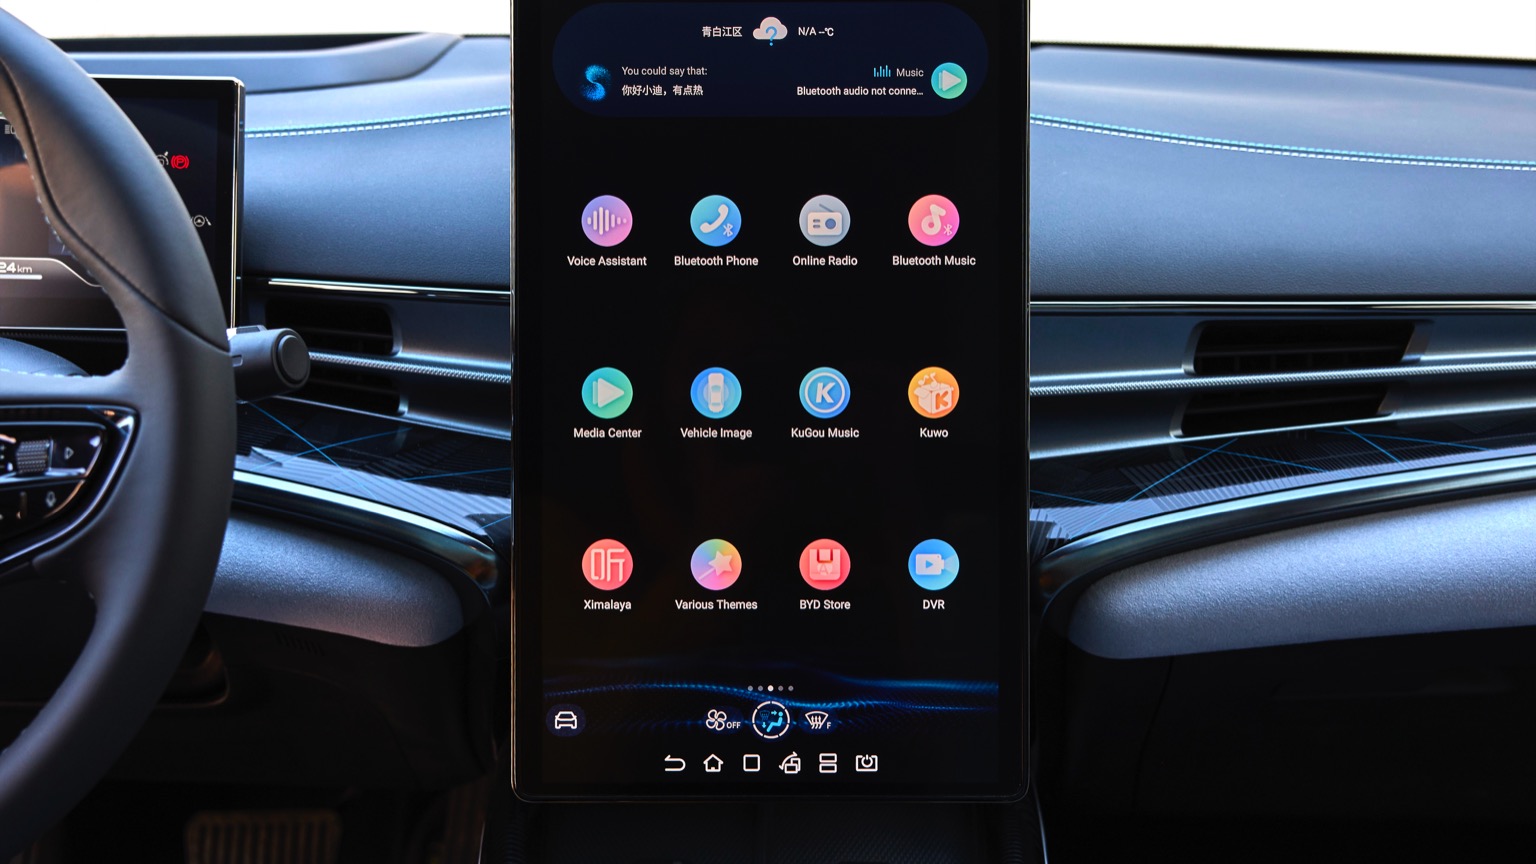 青白江区
N/A --℃
You could say that:
你好小迪，有点热
Music
Bluetooth audio not conne...
Voice Assistant
Bluetooth Phone
Online Radio
Bluetooth Music
Media Center
Vehicle Image
KuGou Music
Kuwo
听
Ximalaya
Various Themes
BYD Store
DVR
OFF
F
24km